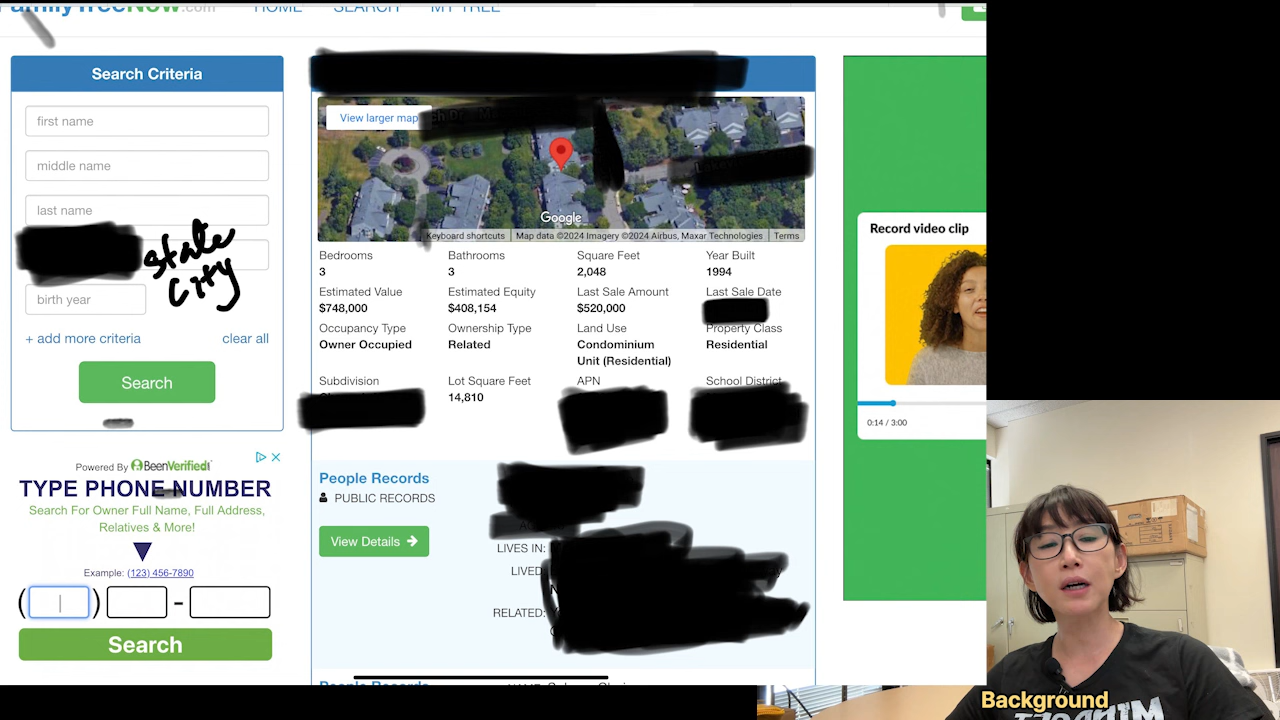 FamilyTreeNow.com HOME SEARCH MY TREE
Search Criteria
first name
middle name
last name
State
City
birth year
+ add more criteria clear all
Search
View larger map
Google
Keyboard shortcuts Map data ©2024 Imagery ©2024 Airbus, Maxar Technologies Terms
Bedrooms Bathrooms Square Feet Year Built
3 3 2,048 1994
Estimated Value Estimated Equity Last Sale Amount Last Sale Date
$748,000 $408,154 $520,000
Occupancy Type Ownership Type Land Use Property Class
Owner Occupied Related Condominium Residential
Unit (Residential)
Subdivision Lot Square Feet APN School District
14,810
People Records
PUBLIC RECORDS
View Details
LIVES IN:
LIVED:
RELATED:
People Records
Powered By BeenVerified
TYPE PHONE NUMBER
Search For Owner Full Name, Full Address,
Relatives & More!
Example: (123) 456-7890
( ) -
Search
Record video clip
0:14 / 3:00
Background